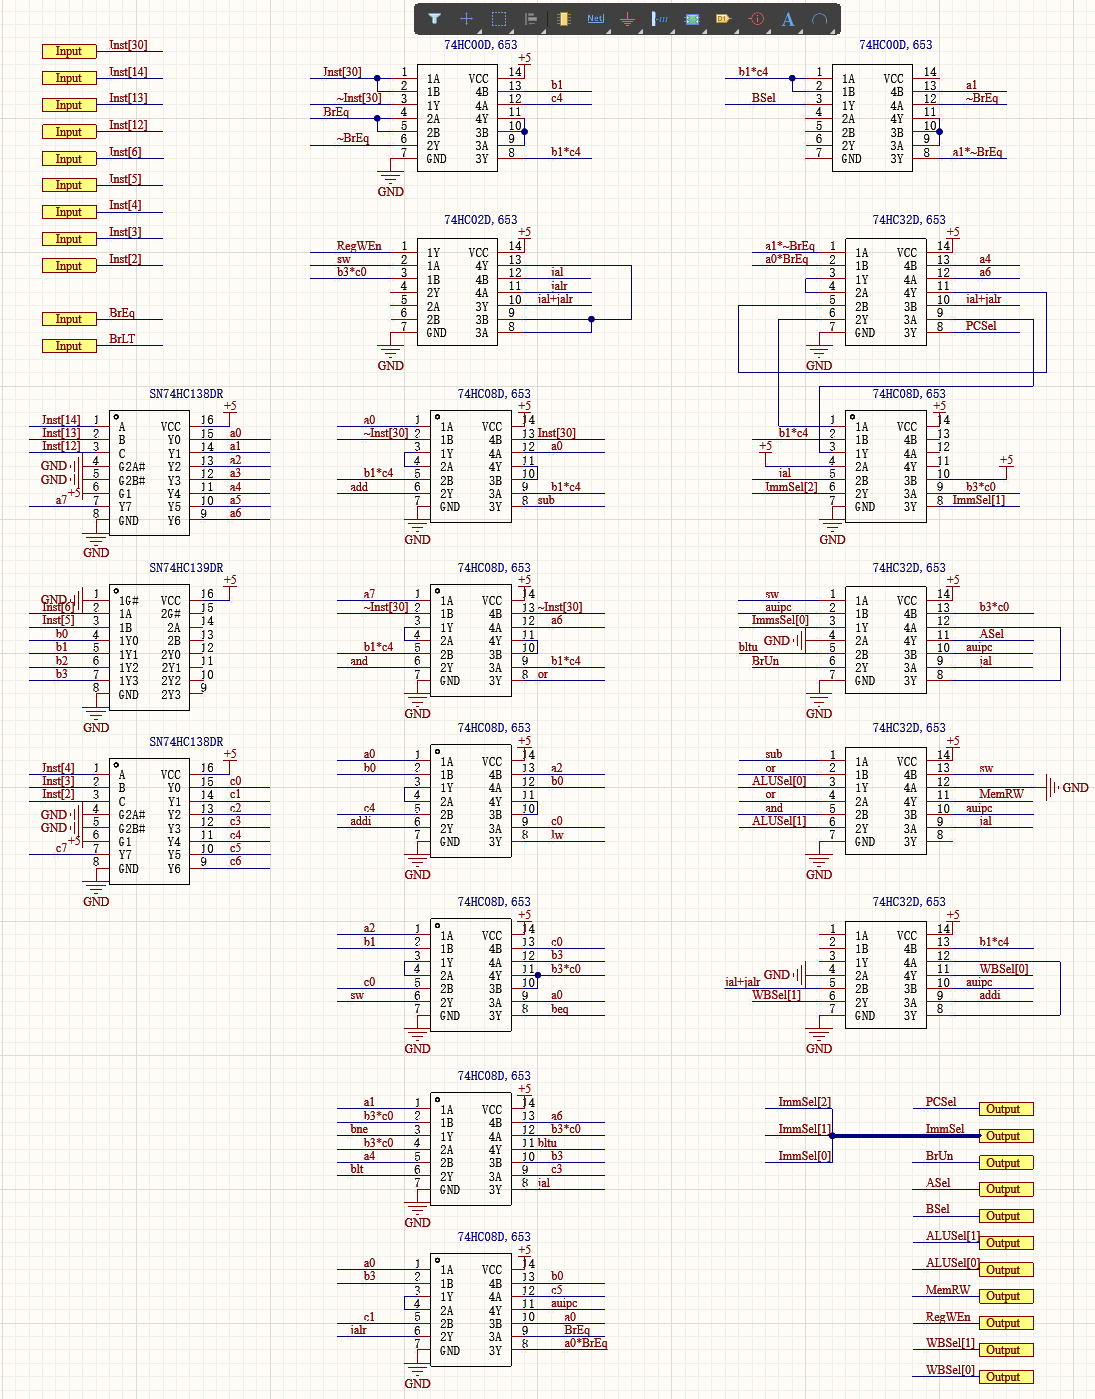 Net
D1
A
Input Inst[30]
Input Inst[14]
Input Inst[13]
Input Inst[12]
Input Inst[6]
Input Inst[5]
Input Inst[4]
Input Inst[3]
Input Inst[2]
Input BrEq
Input BrLT
74HC00D, 653
+5
Inst[30] 1 1A VCC 14
2 1B 4B 13 b1
~Inst[30] 3 1Y 4A 12 c4
BrEq 4 2A 4Y 11
5 2B 3B 10
~BrEq 6 2Y 3A 9
7 GND 3Y 8 b1*c4
GND
74HC00D, 653
b1*c4 1 1A VCC 14
2 1B 4B 13 a1
BSel 3 1Y 4A 12 ~BrEq
4 2A 4Y 11
5 2B 3B 10
6 2Y 3A 9
7 GND 3Y 8 a1*~BrEq
74HC02D, 653
+5
RegWEn 1 1Y VCC 14
sw 2 1A 4Y 13
b3*c0 3 1B 4B 12 jal
4 2Y 4A 11 jalr
5 2A 3Y 10 jal+jalr
6 2B 3B 9
7 GND 3A 8
GND
74HC32D, 653
+5
a1*~BrEq 1 1A VCC 14
a0*BrEq 2 1B 4B 13 a4
3 1Y 4A 12 a6
4 2A 4Y 11
5 2B 3B 10 jal+jalr
6 2Y 3A 9
7 GND 3Y 8 PCSel
GND
SN74HC138DR
+5
Inst[14] 1 A VCC 16
Inst[13] 2 B Y0 15 a0
Inst[12] 3 C Y1 14 a1
GND 4 G2A# Y2 13 a2
GND 5 G2B# Y3 12 a3
+5 6 G1 Y4 11 a4
a7 7 Y7 Y5 10 a5
8 GND Y6 9 a6
GND
74HC08D, 653
+5
a0 1 1A VCC 14
~Inst[30] 2 1B 4B 13 Inst[30]
3 1Y 4A 12 a0
4 2A 4Y 11
b1*c4 5 2B 3B 10
add 6 2Y 3A 9 b1*c4
7 GND 3Y 8 sub
GND
74HC08D, 653
+5
1 1A VCC 14
b1*c4 2 1B 4B 13
+5 3 1Y 4A 12
4 2A 4Y 11 +5
jal 5 2B 3B 10
ImmSel[2] 6 2Y 3A 9 b3*c0
7 GND 3Y 8 ImmSel[1]
GND
SN74HC139DR
+5
GND 1 1G# VCC 16
Inst[6] 2 1A 2G# 15
Inst[5] 3 1B 2A 14
b0 4 1Y0 2B 13
b1 5 1Y1 2Y0 12
b2 6 1Y2 2Y1 11
b3 7 1Y3 2Y2 10
8 GND 2Y3 9
GND
74HC08D, 653
+5
a7 1 1A VCC 14
~Inst[30] 2 1B 4B 13 ~Inst[30]
3 1Y 4A 12 a6
4 2A 4Y 11
b1*c4 5 2B 3B 10
and 6 2Y 3A 9 b1*c4
7 GND 3Y 8 or
GND
74HC32D, 653
+5
sw 1 1A VCC 14
auipc 2 1B 4B 13 b3*c0
ImmsSel[0] 3 1Y 4A 12
GND 4 2A 4Y 11 ASel
bltu 5 2B 3B 10 auipc
BrUn 6 2Y 3A 9 jal
7 GND 3Y 8
GND
SN74HC138DR
+5
Inst[4] 1 A VCC 16
Inst[3] 2 B Y0 15 c0
Inst[2] 3 C Y1 14 c1
GND 4 G2A# Y2 13 c2
GND 5 G2B# Y3 12 c3
+5 6 G1 Y4 11 c4
c7 7 Y7 Y5 10 c5
8 GND Y6 9 c6
GND
74HC08D, 653
+5
a0 1 1A VCC 14
b0 2 1B 4B 13 a2
3 1Y 4A 12 b0
4 2A 4Y 11
c4 5 2B 3B 10
addi 6 2Y 3A 9 c0
7 GND 3Y 8 lw
GND
74HC32D, 653
+5
sub 1 1A VCC 14
or 2 1B 4B 13 sw
ALUSel[0] 3 1Y 4A 12 GND
or 4 2A 4Y 11 MemRW
and 5 2B 3B 10 auipc
ALUSel[1] 6 2Y 3A 9 jal
7 GND 3Y 8
GND
74HC08D, 653
+5
a2 1 1A VCC 14
b1 2 1B 4B 13 c0
3 1Y 4A 12 b3
4 2A 4Y 11 b3*c0
c0 5 2B 3B 10
sw 6 2Y 3A 9 a0
7 GND 3Y 8 beq
GND
74HC32D, 653
+5
1 1A VCC 14
2 1B 4B 13 b1*c4
3 1Y 4A 12
GND 4 2A 4Y 11 WBSel[0]
jal+jalr 5 2B 3B 10 auipc
WBSel[1] 6 2Y 3A 9 addi
7 GND 3Y 8
GND
74HC08D, 653
+5
a1 1 1A VCC 14
b3*c0 2 1B 4B 13 a6
bne 3 1Y 4A 12 b3*c0
b3*c0 4 2A 4Y 11 bltu
a4 5 2B 3B 10 b3
blt 6 2Y 3A 9 c3
7 GND 3Y 8 jal
GND
74HC08D, 653
+5
a0 1 1A VCC 14
b3 2 1B 4B 13 b0
3 1Y 4A 12 c5
4 2A 4Y 11 auipc
c1 5 2B 3B 10 a0
jalr 6 2Y 3A 9 BrEq
7 GND 3Y 8 a0*BrEq
GND
ImmSel[2]
ImmSel[1]
ImmSel[0]
PCSel Output
ImmSel Output
BrUn Output
ASel Output
BSel Output
ALUSel[1] Output
ALUSel[0] Output
MemRW Output
RegWEn Output
WBSel[1] Output
WBSel[0] Output